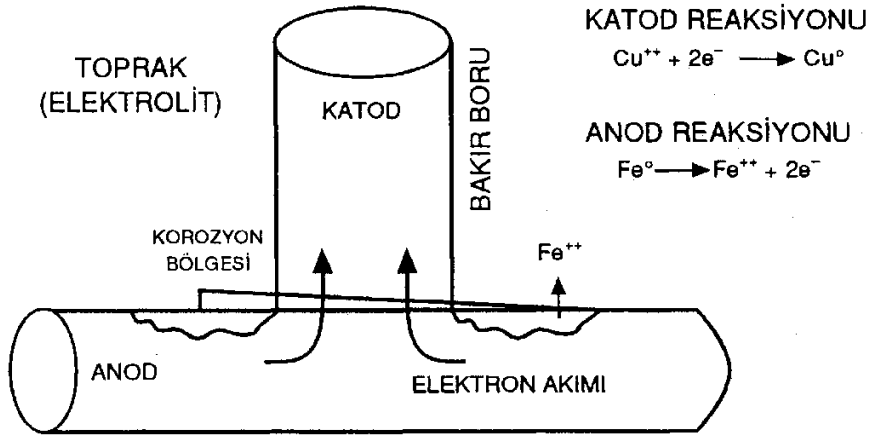 TOPRAK
(ELEKTROLİT)
KATOD
BAKIR BORU
KATOD REAKSİYONU
Cu⁺⁺ + 2e⁻ → Cu°
ANOD REAKSİYONU
Fe° → Fe⁺⁺ + 2e⁻
KOROZYON
BÖLGESİ
Fe⁺⁺
ANOD
ELEKTRON AKIMI